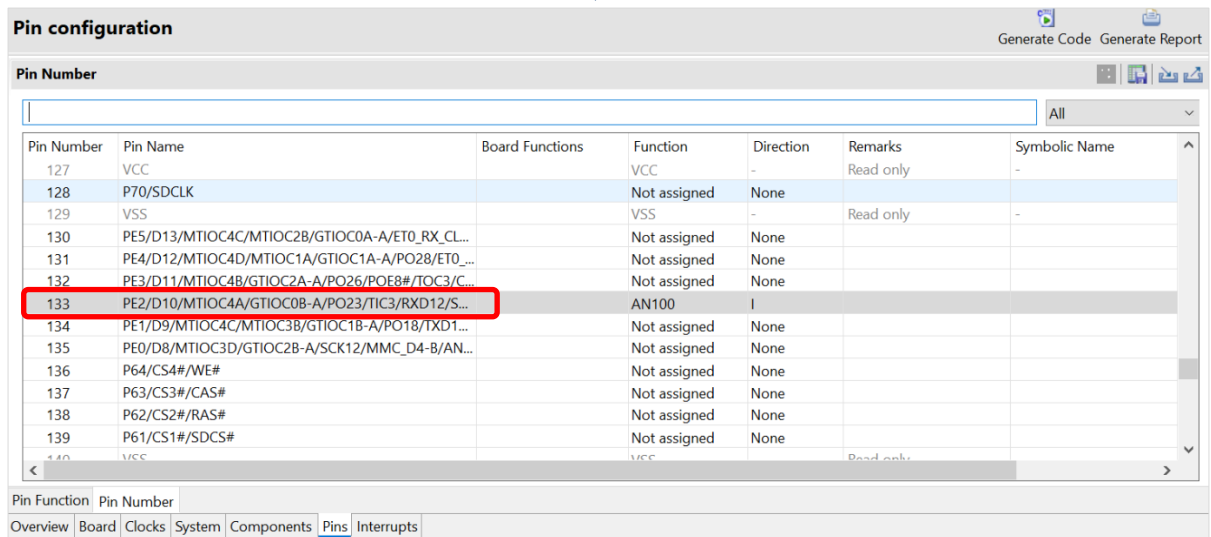 Pin configuration
Generate Code Generate Report
Pin Number
All
Pin Number Pin Name Board Functions Function Direction Remarks Symbolic Name
127 VCC VCC - Read only -
128 P70/SDCLK Not assigned None
129 VSS VSS - Read only -
130 PE5/D13/MTIOC4C/MTIOC2B/GTIOC0A-A/ET0_RX_CL... Not assigned None
131 PE4/D12/MTIOC4D/MTIOC1A/GTIOC1A-A/PO28/ET0_... Not assigned None
132 PE3/D11/MTIOC4B/GTIOC2A-A/PO26/POE8#/TOC3/C... Not assigned None
133 PE2/D10/MTIOC4A/GTIOC0B-A/PO23/TIC3/RXD12/S... AN100 I
134 PE1/D9/MTIOC4C/MTIOC3B/GTIOC1B-A/PO18/TXD1... Not assigned None
135 PE0/D8/MTIOC3D/GTIOC2B-A/SCK12/MMC_D4-B/AN... Not assigned None
136 P64/CS4#/WE# Not assigned None
137 P63/CS3#/CAS# Not assigned None
138 P62/CS2#/RAS# Not assigned None
139 P61/CS1#/SDCS# Not assigned None
140 VSS VSS Read only
Pin Function Pin Number
Overview Board Clocks System Components Pins Interrupts